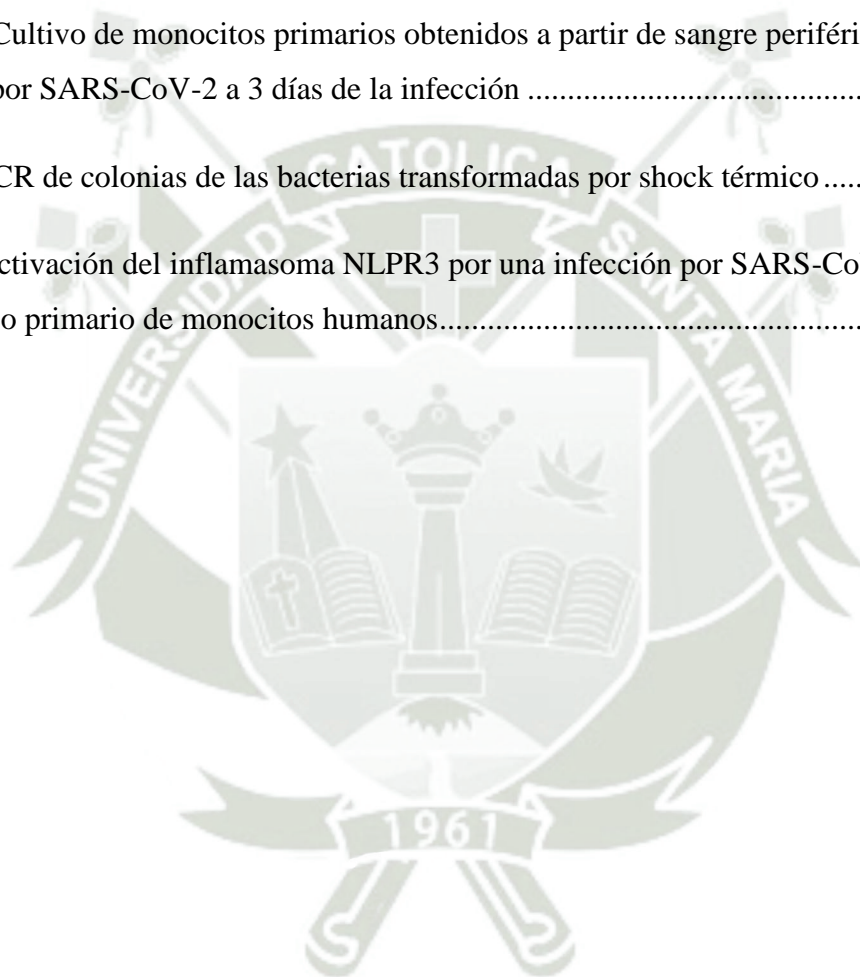 Cultivo de monocitos primarios obtenidos a partir de sangre periféri
por SARS-CoV-2 a 3 días de la infección ....................................
CR de colonias de las bacterias transformadas por shock térmico .....
ctivación del inflamasoma NLPR3 por una infección por SARS-Co
o primario de monocitos humanos..............................................
UNIVERSIDAD CATOLICA SANTA MARIA
1961